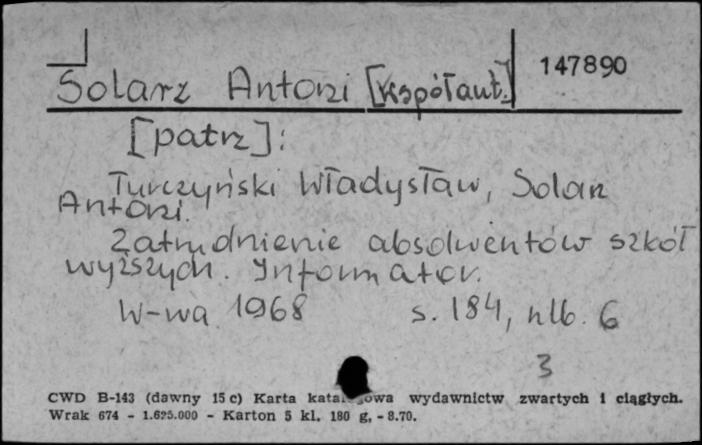 Solarz Antoni [współaut.] 147890
[patrz]:
Turczyński Władysław, Solarz
Antoni.
Zatrudnienie absolwentów szkół
wyższych. Informator.
W-wa 1968 s. 184, nlb. 6
3
CWD B-143 (dawny 15 c) Karta katalogowa wydawnictw zwartych i ciągłych.
Wrak 674 - 1.625.000 - Karton 5 kl. 180 g, - 8.70.